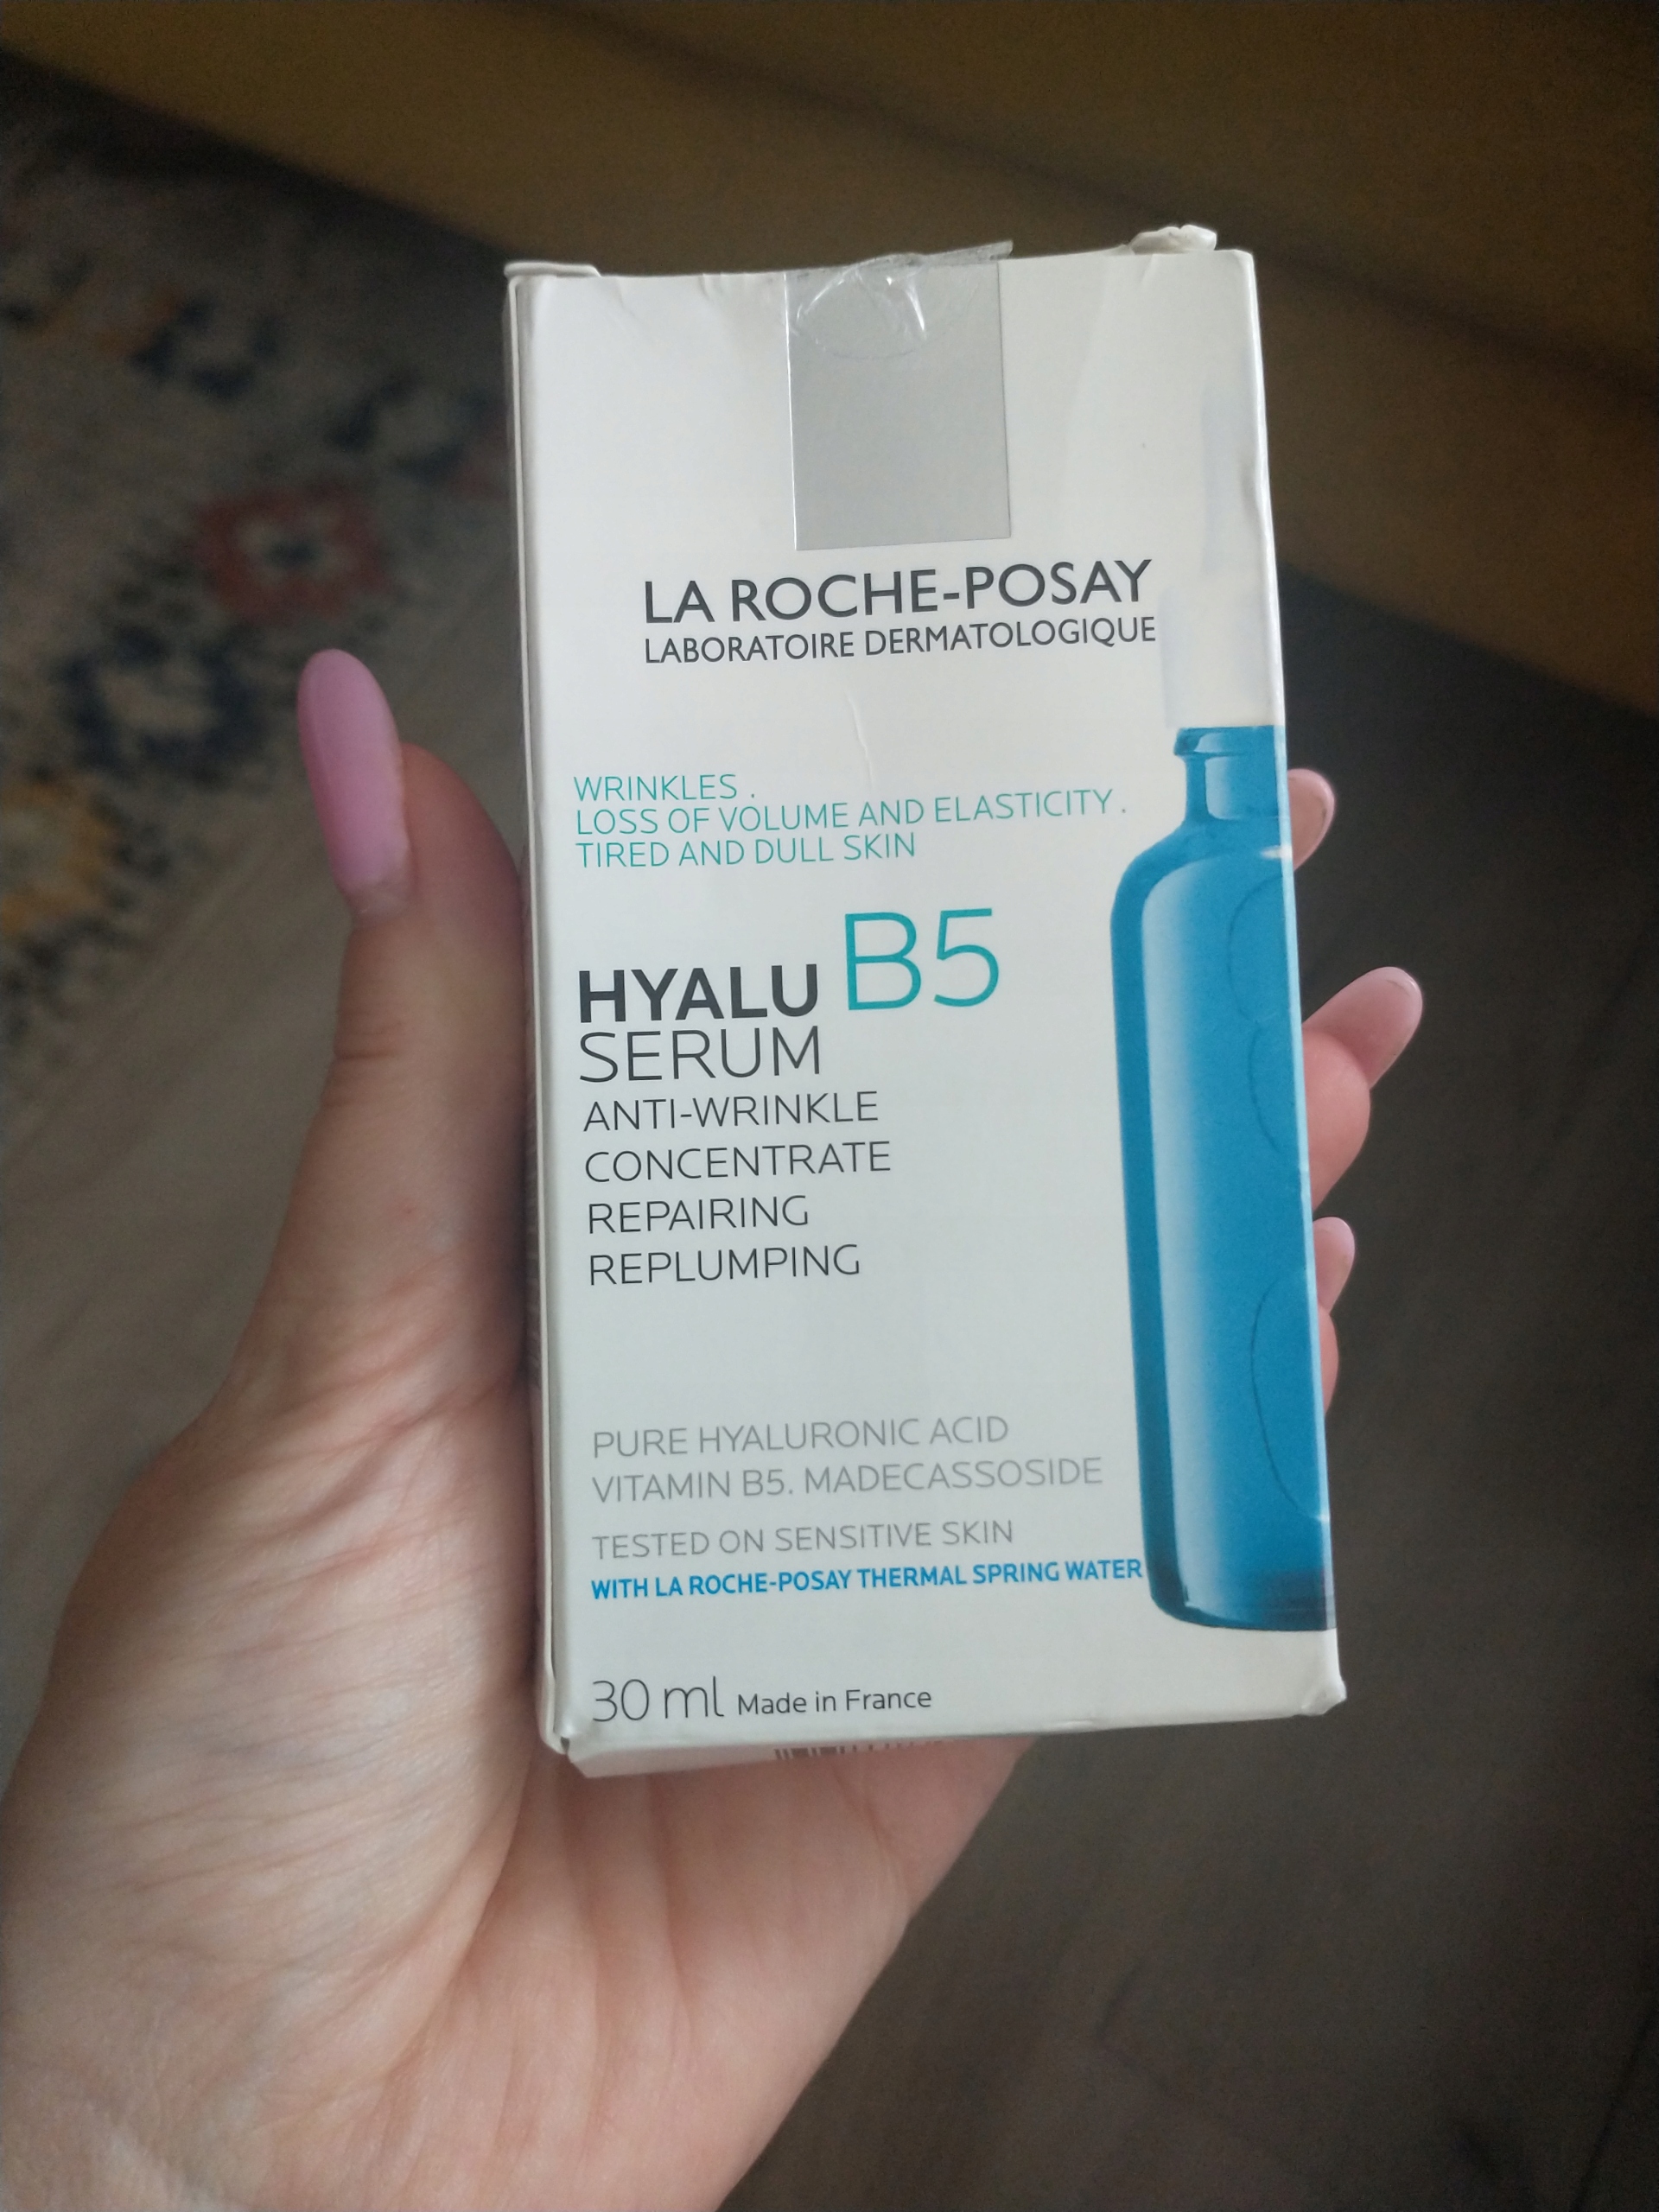 LA ROCHE-POSAY
LABORATOIRE DERMATOLOGIQUE
WRINKLES .
LOSS OF VOLUME AND ELASTICITY .
TIRED AND DULL SKIN
HYALU B5
SERUM
ANTI-WRINKLE
CONCENTRATE
REPAIRING
REPLUMPING
PURE HYALURONIC ACID
VITAMIN B5. MADECASSOSIDE
TESTED ON SENSITIVE SKIN
WITH LA ROCHE-POSAY THERMAL SPRING WATER
30 ml Made in France